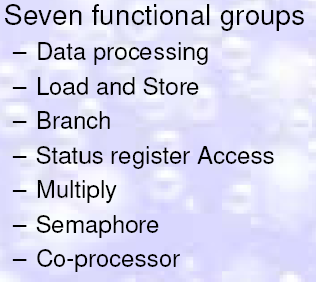 Seven functional groups
– Data processing
– Load and Store
– Branch
– Status register Access
– Multiply
– Semaphore
– Co-processor